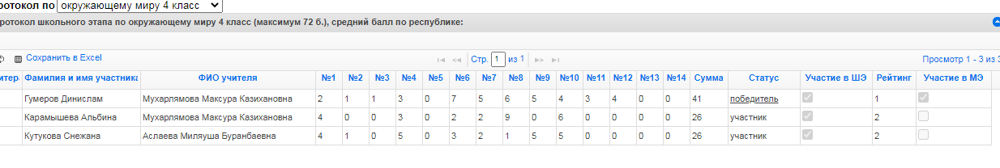 ротокол по окружающему миру 4 класс
ротокол школьного этапа по окружающему миру 4 класс (максимум 72 б.), средний балл по республике:
Сохранить в Excel Стр. 1 из 1 Просмотр 1 - 3 из 3
итера Фамилия и имя участника ФИО учителя №1 №2 №3 №4 №5 №6 №7 №8 №9 №10 №11 №12 №13 №14 Сумма Статус Участие в ШЭ Рейтинг Участие в МЭ
Гумеров Динислам Мухарлямова Максура Казихановна 2 1 1 3 0 7 5 6 5 4 3 4 0 0 41 победитель 1
Карамышева Альбина Мухарлямова Максура Казихановна 4 0 0 3 0 2 2 9 0 6 0 0 0 0 26 участник 2
Кутукова Снежана Аслаева Миляуша Буранбаевна 4 1 0 5 0 3 2 1 5 5 0 0 0 0 26 участник 2